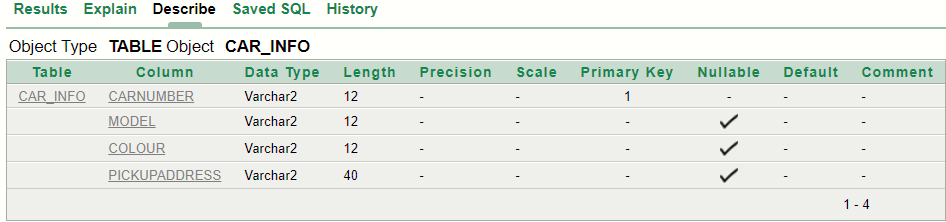 Results Explain Describe Saved SQL History
Object Type TABLE Object CAR_INFO
Table Column Data Type Length Precision Scale Primary Key Nullable Default Comment
CAR_INFO CARNUMBER Varchar2 12 - - 1 - - -
MODEL Varchar2 12 - - - ✓ - -
COLOUR Varchar2 12 - - - ✓ - -
PICKUPADDRESS Varchar2 40 - - - ✓ - -
1 - 4